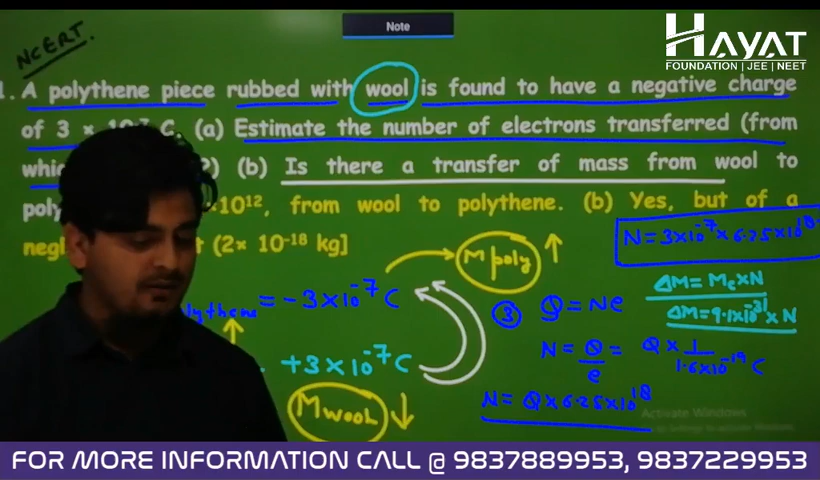 Note
NCERT.
HAYAT
FOUNDATION | JEE | NEET
1. A polythene piece rubbed with wool is found to have a negative charge
of 3 × 10⁻⁷ C. (a) Estimate the number of electrons transferred (from
(b) Is there a transfer of mass from wool to
×10¹², from wool to polythene. (b) Yes, but of a
(2× 10⁻¹⁸ kg]
N=3×10⁻⁷×6.25×10¹⁸
Mpoly ↑
ΔM = Me×N
ΔM=9.1×10⁻³¹×N
= -3×10⁻⁷C
③ Q = Ne
N = Q/e = Q × 1/1.6×10⁻¹⁹ C
+3×10⁻⁷C
N = Q×6.25×10¹⁸
Mwool ↓
Activate Windows
FOR MORE INFORMATION CALL @ 9837889953, 9837229953